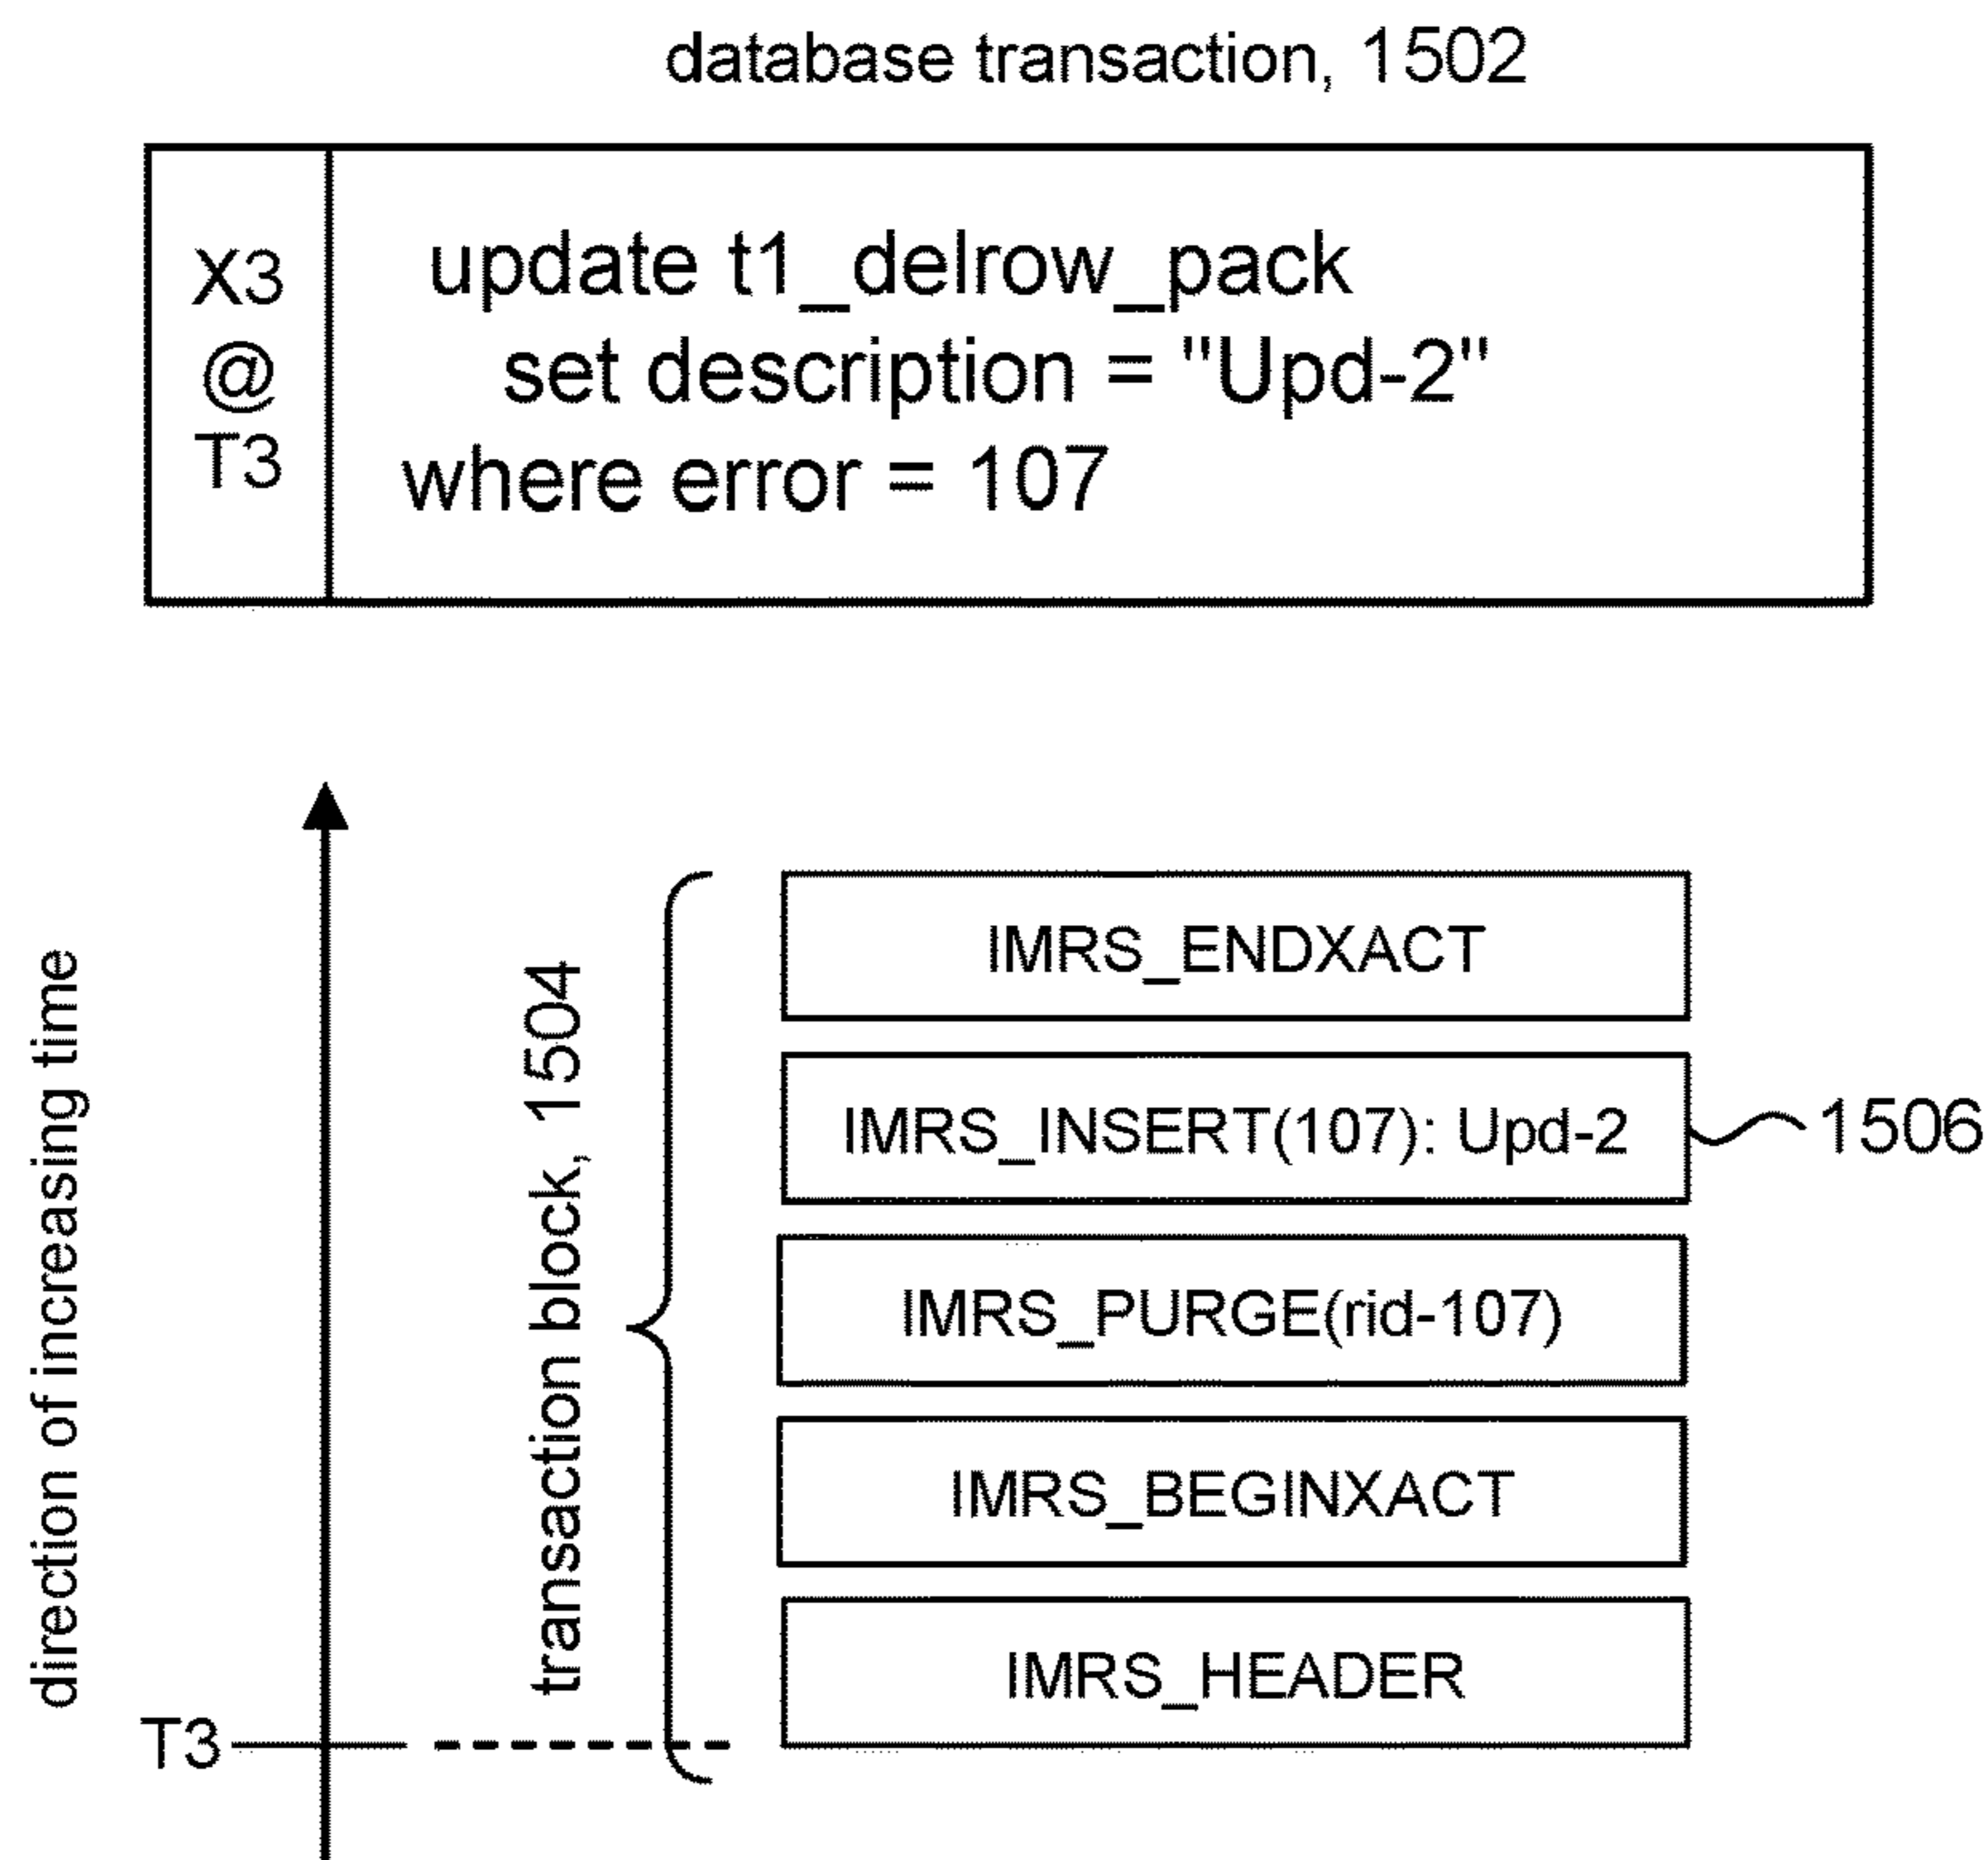 database transaction, 1502
X3
@
T3
update t1_delrow_pack
set description = "Upd-2"
where error = 107
direction of increasing time
T3
transaction block, 1504
IMRS_ENDXACT
IMRS_INSERT(107): Upd-2
1506
IMRS_PURGE(rid-107)
IMRS_BEGINXACT
IMRS_HEADER